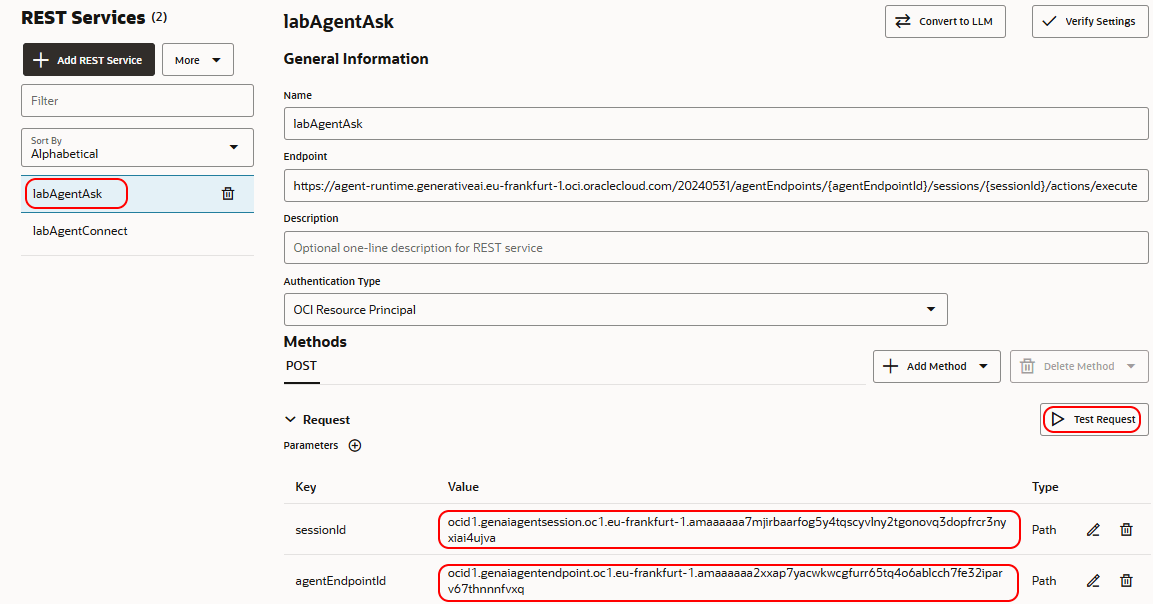 REST Services (2)
Add REST Service
More
Filter
Sort By
Alphabetical
labAgentAsk
labAgentConnect
labAgentAsk
Convert to LLM
Verify Settings
General Information
Name
labAgentAsk
Endpoint
https://agent-runtime.generativeai.eu-frankfurt-1.oci.oraclecloud.com/20240531/agentEndpoints/{agentEndpointId}/sessions/{sessionId}/actions/execute
Description
Optional one-line description for REST service
Authentication Type
OCI Resource Principal
Methods
POST
Add Method
Delete Method
Request
Test Request
Parameters
Key Value Type
sessionId
ocid1.genaiagentsession.oc1.eu-frankfurt-1.amaaaaaa7mjirbaarfog5y4tqscyvlny2tgonovq3dopfrcr3ny
xiai4ujva
Path
agentEndpointId
ocid1.genaiagentendpoint.oc1.eu-frankfurt-1.amaaaaaa2xxap7yacwkwcgfurr65tq4o6ablcch7fe32ipar
v67thnnnfvxq
Path